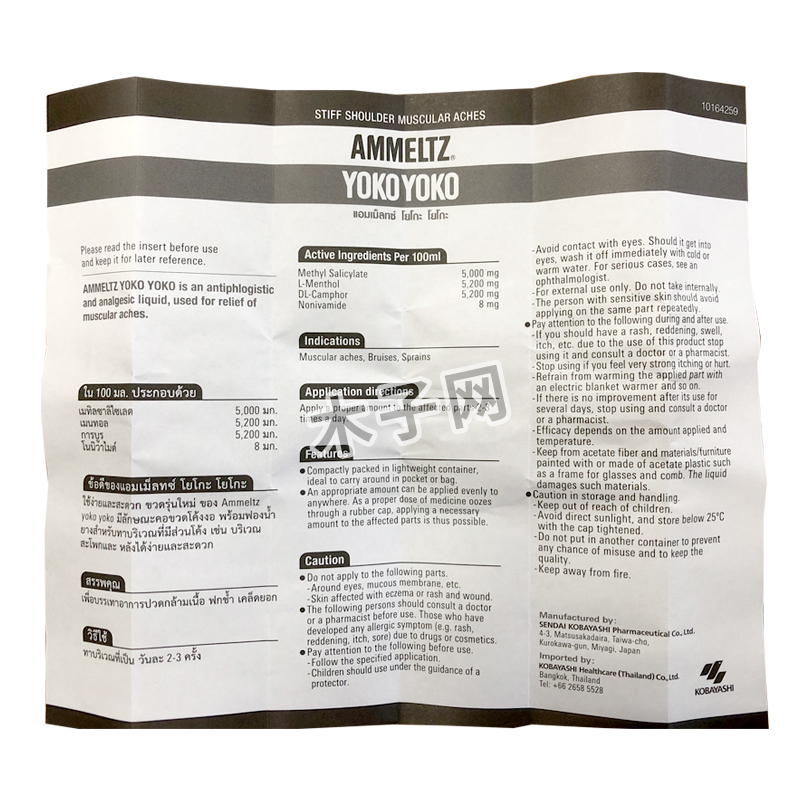 10164259
STIFF SHOULDER MUSCULAR ACHES
AMMELTZ®
YOKO YOKO
แอมเม็ลทซ์ โยโกะ โยโกะ
Please read the insert before use
and keep it for later reference.
AMMELTZ YOKO YOKO is an antiphlogistic
and analgesic liquid, used for relief of
muscular aches.
ใน 100 มล. ประกอบด้วย
เมทิลซาลิไซเลต 5,000 มก.
เมนทอล 5,200 มก.
การบูร 5,200 มก.
โนนิวาไมด์ 8 มก.
ข้อดีของแอมเม็ลทซ์ โยโกะ โยโกะ
ใช้ง่ายและสะดวก ขวดรุ่นใหม่ ของ Ammeltz
yoko yoko มีลักษณะคอขวดโค้งงอ พร้อมฟองน้ำ
ยางสำหรับทาบริเวณที่มีส่วนโค้ง เช่น บริเวณ
สะโพกและ หลังได้ง่ายและสะดวก
สรรพคุณ
เพื่อบรรเทาอาการปวดกล้ามเนื้อ ฟกช้ำ เคล็ดยอก
วิธีใช้
ทาบริเวณที่เป็น วันละ 2-3 ครั้ง
Active Ingredients Per 100ml
Methyl Salicylate 5,000 mg
L-Menthol 5,200 mg
DL-Camphor 5,200 mg
Nonivamide 8 mg
Indications
Muscular aches, Bruises, Sprains
Application directions
Apply a proper amount to the affected parts 2-3
times a day.
Features
●Compactly packed in lightweight container,
ideal to carry around in pocket or bag.
●An appropriate amount can be applied evenly to
anywhere. As a proper dose of medicine oozes
through a rubber cap, applying a necessary
amount to the affected parts is thus possible.
Caution
●Do not apply to the following parts.
-Around eyes, mucous membrane, etc.
-Skin affected with eczema or rash and wound.
●The following persons should consult a doctor
or a pharmacist before use. Those who have
developed any allergic symptom (e.g. rash,
reddening, itch, sore) due to drugs or cosmetics.
●Pay attention to the following before use.
-Follow the specified application.
-Children should use under the guidance of a
protector.
-Avoid contact with eyes. Should it get into
eyes, wash it off immediately with cold or
warm water. For serious cases, see an
ophthalmologist.
-For external use only. Do not take internally.
-The person with sensitive skin should avoid
applying on the same part repeatedly.
●Pay attention to the following during and after use.
-If you should have a rash, reddening, swell,
itch, etc. due to the use of this product stop
using it and consult a doctor or a pharmacist.
-Stop using if you feel very strong itching or hurt.
-Refrain from warming the applied part with
an electric blanket warmer and so on.
-If there is no improvement after its use for
several days, stop using and consult a doctor
or a pharmacist.
-Efficacy depends on the amount applied and
temperature.
-Keep from acetate fiber and materials/furniture
painted with or made of acetate plastic such
as a frame for glasses and comb. The liquid
damages such materials.
●Caution in storage and handling.
-Keep out of reach of children.
-Avoid direct sunlight, and store below 25°C
with the cap tightened.
-Do not put in another container to prevent
any chance of misuse and to keep the
quality.
-Keep away from fire.
Manufactured by:
SENDAI KOBAYASHI Pharmaceutical Co., Ltd.
4-3, Matsusakadaira, Taiwa-cho,
Kurokawa-gun, Miyagi, Japan
Imported by:
KOBAYASHI Healthcare (Thailand) Co., Ltd.
Bangkok, Thailand
Tel: +66 2658 5528
KOBAYASHI
木子网